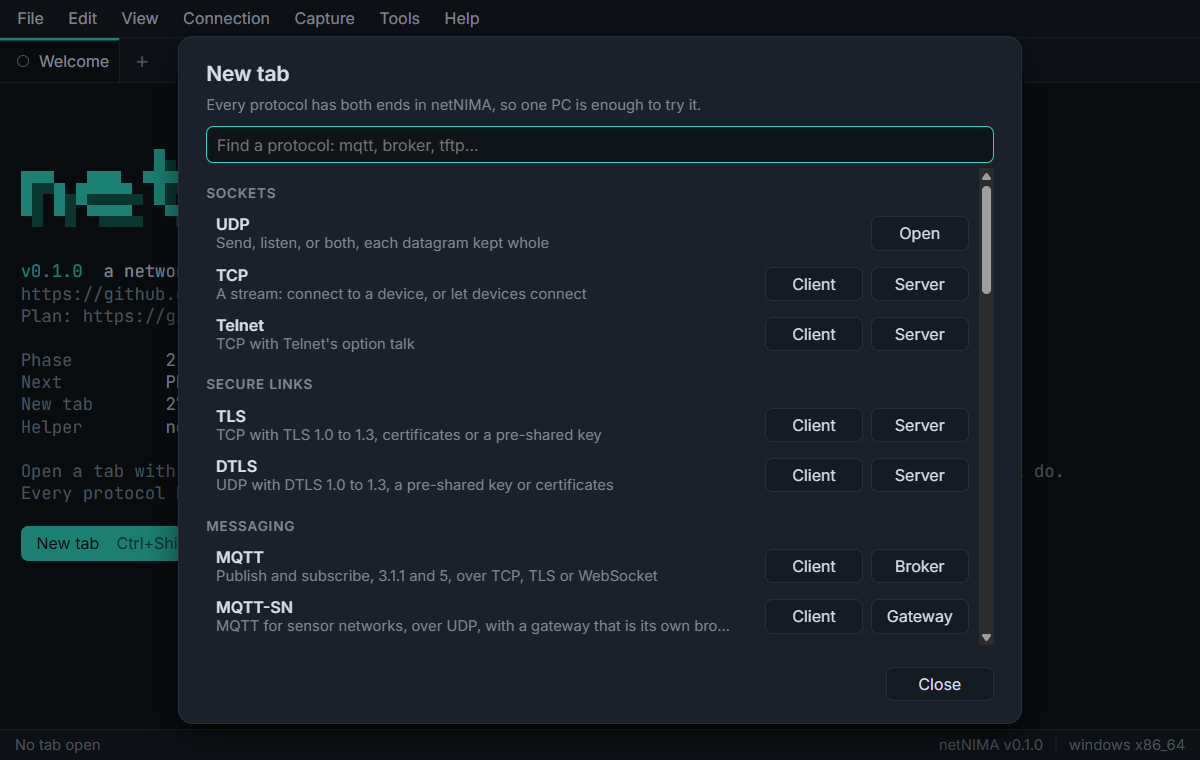 File Edit View Connection Capture Tools Help
Welcome +
New tab
Every protocol has both ends in netNIMA, so one PC is enough to try it.
Find a protocol: mqtt, broker, tftp...
SOCKETS
UDP
Send, listen, or both, each datagram kept whole
Open
TCP
A stream: connect to a device, or let devices connect
Client Server
Telnet
TCP with Telnet's option talk
Client Server
SECURE LINKS
TLS
TCP with TLS 1.0 to 1.3, certificates or a pre-shared key
Client Server
DTLS
UDP with DTLS 1.0 to 1.3, a pre-shared key or certificates
Client Server
MESSAGING
MQTT
Publish and subscribe, 3.1.1 and 5, over TCP, TLS or WebSocket
Client Broker
MQTT-SN
MQTT for sensor networks, over UDP, with a gateway that is its own bro...
Client Gateway
Close
net
v0.1.0 a
https://github.
Plan: https://g
Phase 2
Next
New tab
Helper
Open a tab with do.
Every protocol
New tab Ctrl+Shi
No tab open
netNIMA v0.1.0 | windows x86_64